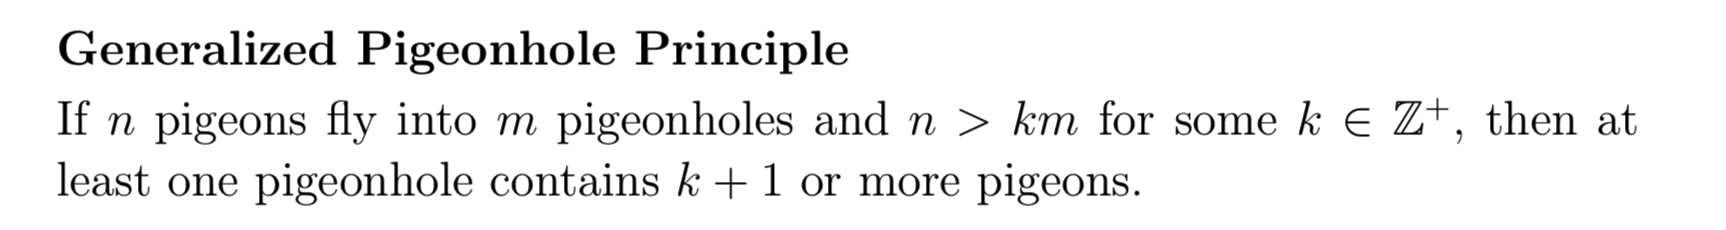 Generalized Pigeonhole Principle
If n pigeons fly into m pigeonholes and n > km for some k ∈ ℤ⁺, then at
least one pigeonhole contains k + 1 or more pigeons.